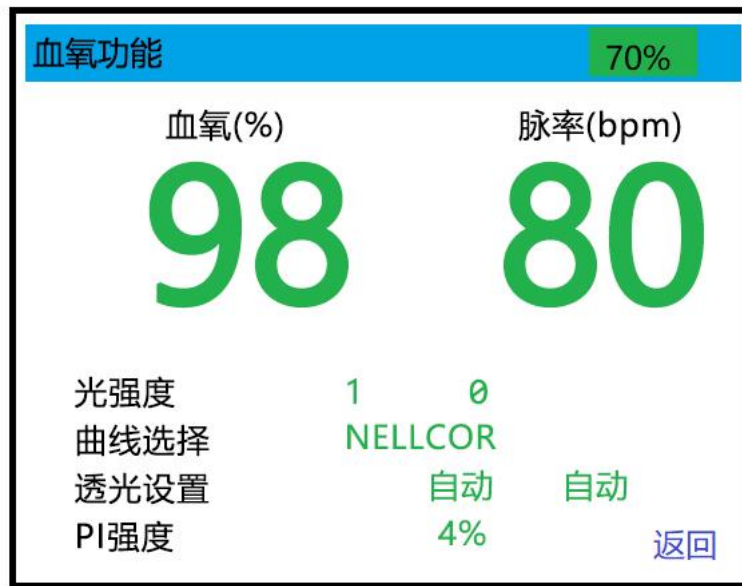 血氧功能 70%
血氧(%) 脉率(bpm)
98 80
光强度 1 0
曲线选择 NELLCOR
透光设置 自动 自动
PI强度 4%
返回